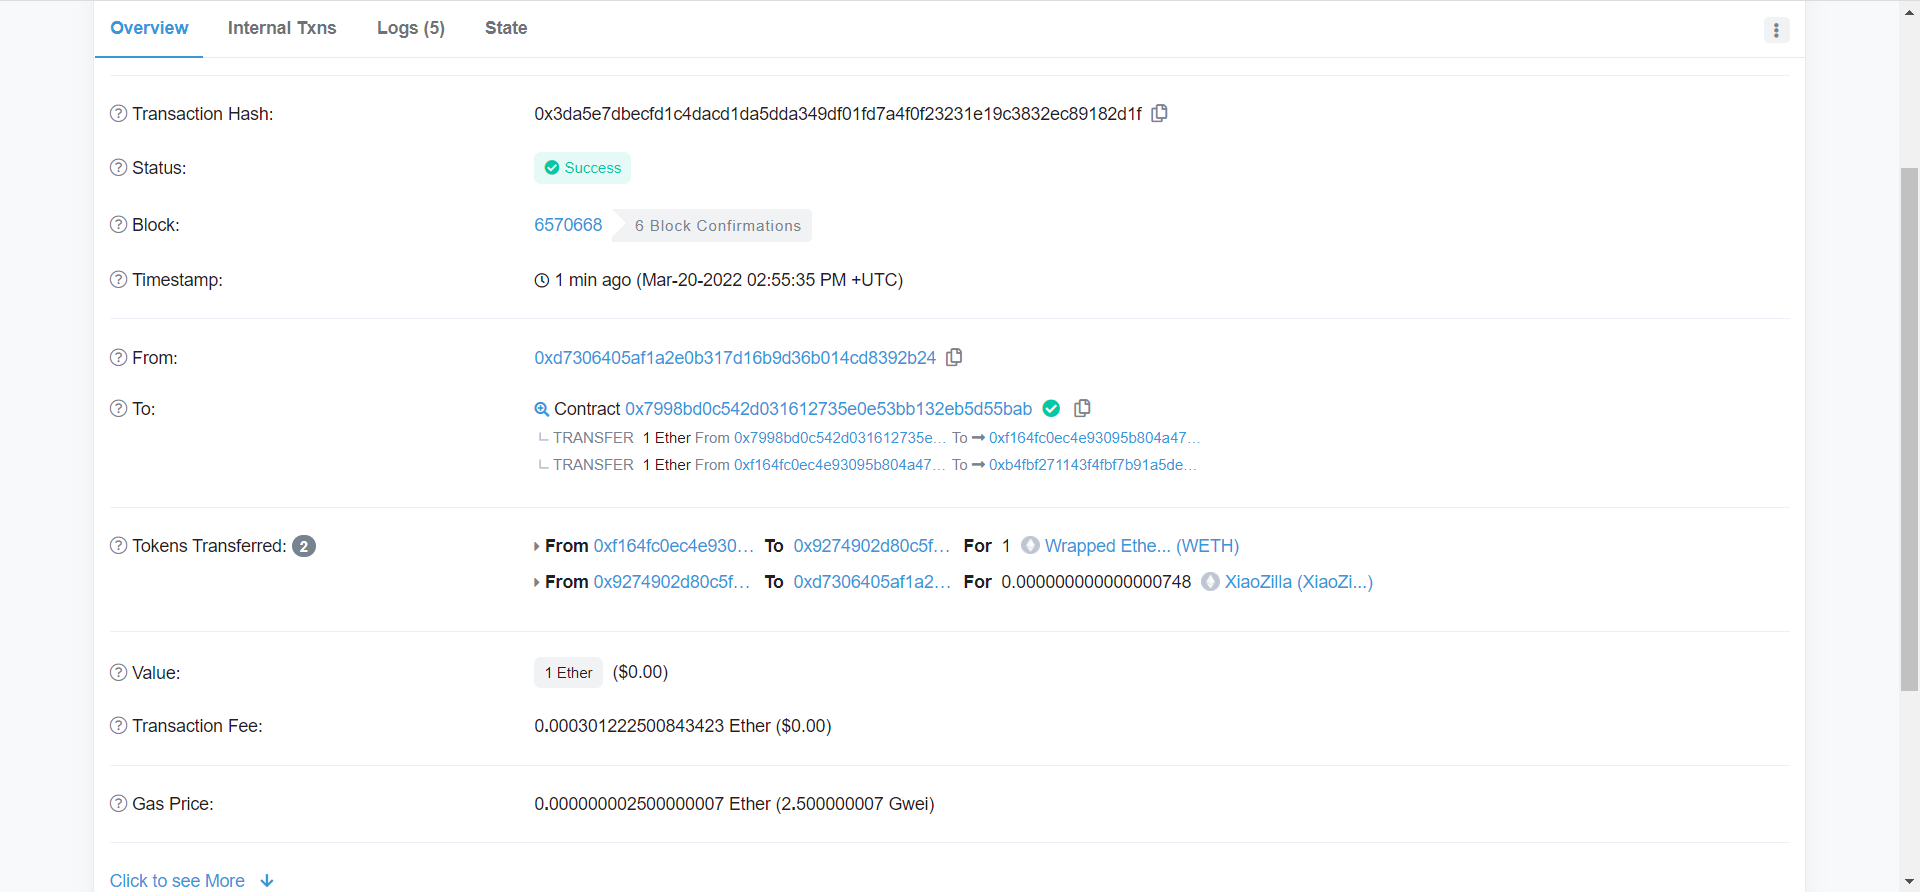 Overview Internal Txns Logs (5) State
Transaction Hash: 0x3da5e7dbecfd1c4dacd1da5dda349df01fd7a4f0f23231e19c3832ec89182d1f
Status: Success
Block: 6570668 6 Block Confirmations
Timestamp: 1 min ago (Mar-20-2022 02:55:35 PM +UTC)
From: 0xd7306405af1a2e0b317d16b9d36b014cd8392b24
To: Contract 0x7998bd0c542d031612735e0e53bb132eb5d55bab
TRANSFER 1 Ether From 0x7998bd0c542d031612735e... To 0xf164fc0ec4e93095b804a47...
TRANSFER 1 Ether From 0xf164fc0ec4e93095b804a47... To 0xb4fbf271143f4fbf7b91a5de...
Tokens Transferred: 2 From 0xf164fc0ec4e930... To 0x9274902d80c5f... For 1 Wrapped Ethe... (WETH)
From 0x9274902d80c5f... To 0xd7306405af1a2... For 0.000000000000000748 XiaoZilla (XiaoZi...)
Value: 1 Ether ($0.00)
Transaction Fee: 0.000301222500843423 Ether ($0.00)
Gas Price: 0.000000002500000007 Ether (2.500000007 Gwei)
Click to see More